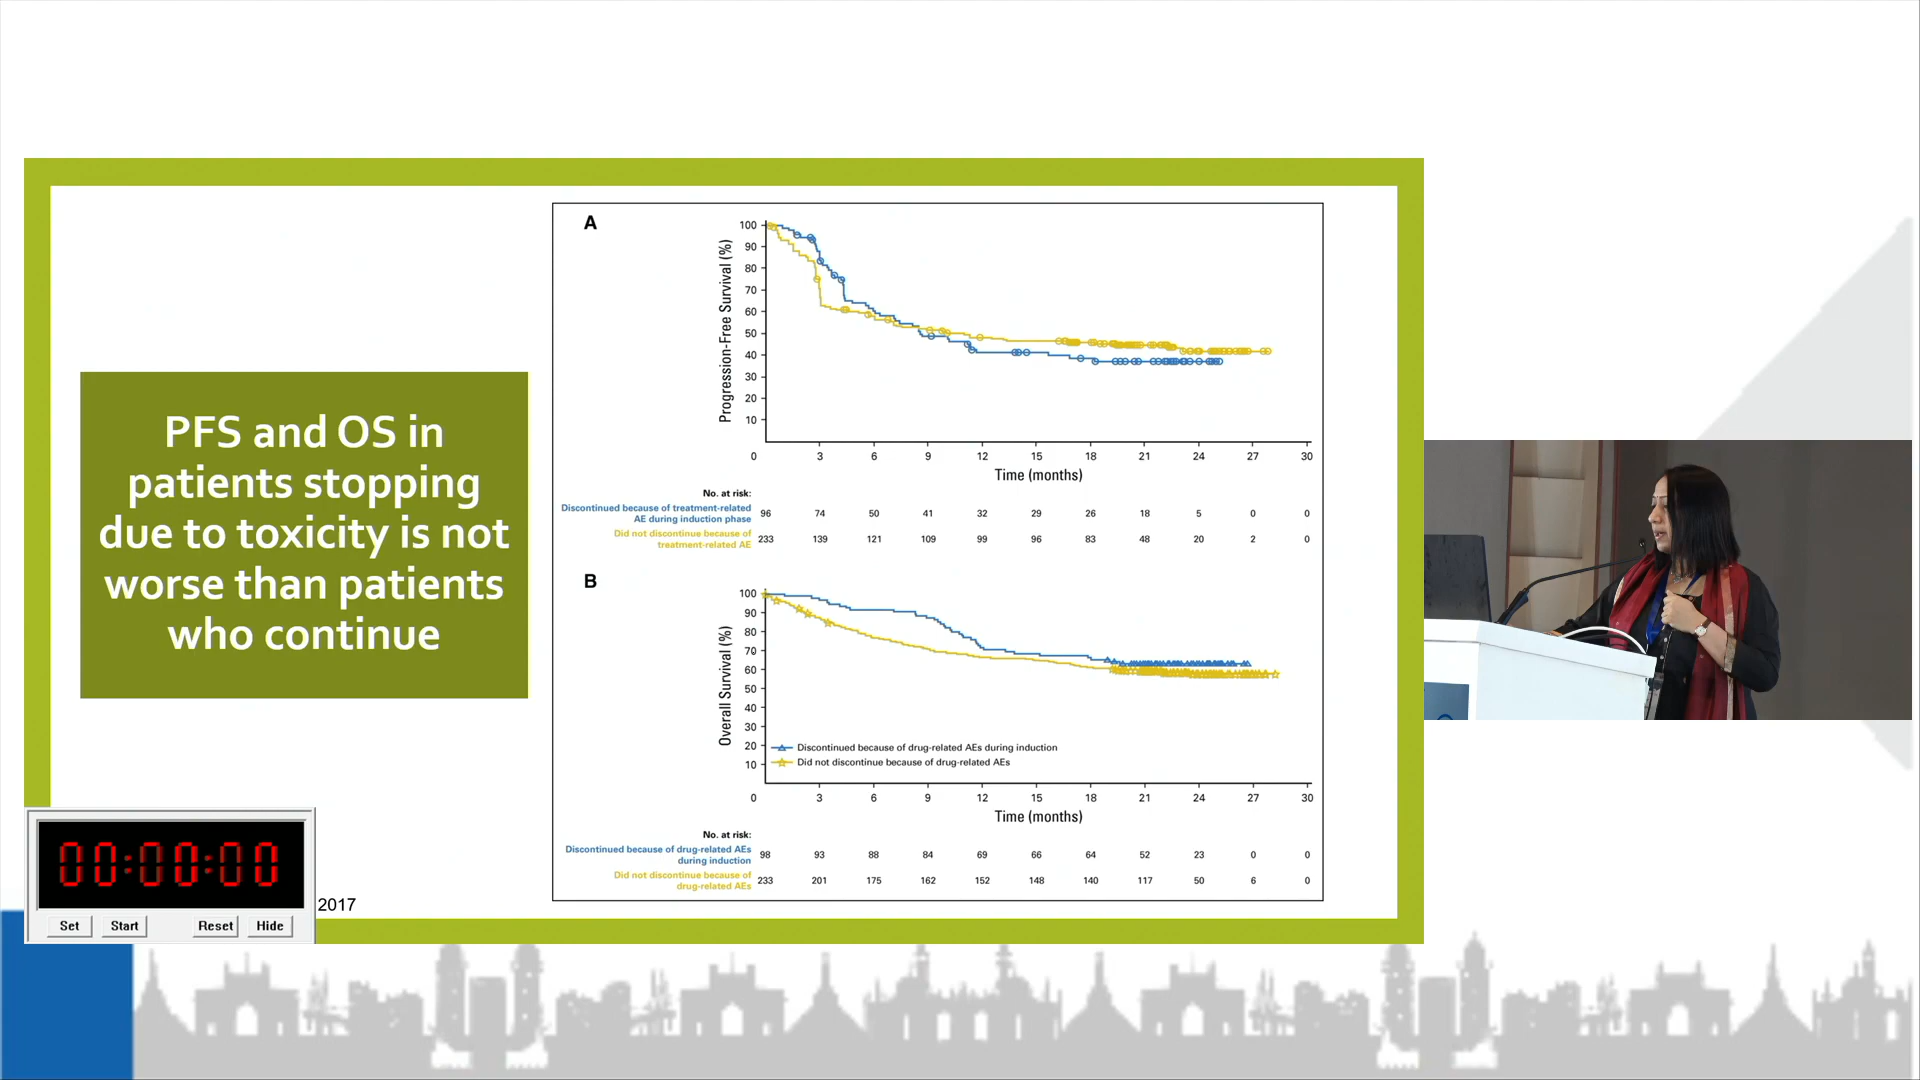 PFS and OS in
patients stopping
due to toxicity is not
worse than patients
who continue
A
Progression-Free Survival (%)
100
90
80
70
60
50
40
30
20
10
0 3 6 9 12 15 18 21 24 27 30
Time (months)
No. at risk:
Discontinued because of treatment-related
AE during induction phase
96 74 50 41 32 29 26 18 5 0 0
Did not discontinue because of
treatment-related AE
233 139 121 109 99 96 83 48 20 2 0
B
Overall Survival (%)
100
90
80
70
60
50
40
30
20
10
Discontinued because of drug-related AEs during induction
Did not discontinue because of drug-related AEs
0 3 6 9 12 15 18 21 24 27 30
Time (months)
No. at risk:
Discontinued because of drug-related AEs
during induction
98 93 88 84 69 66 64 52 23 0 0
Did not discontinue because of
drug-related AEs
233 201 175 162 152 148 140 117 50 6 0
00:00:00
Set Start Reset Hide
2017